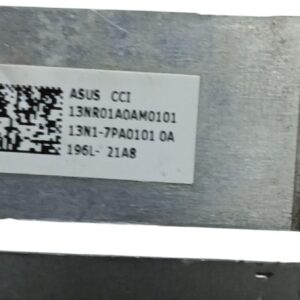 ASUS CCI
13NR01A0AM0101
13N1-7PA0101 0A
196L- 21A8